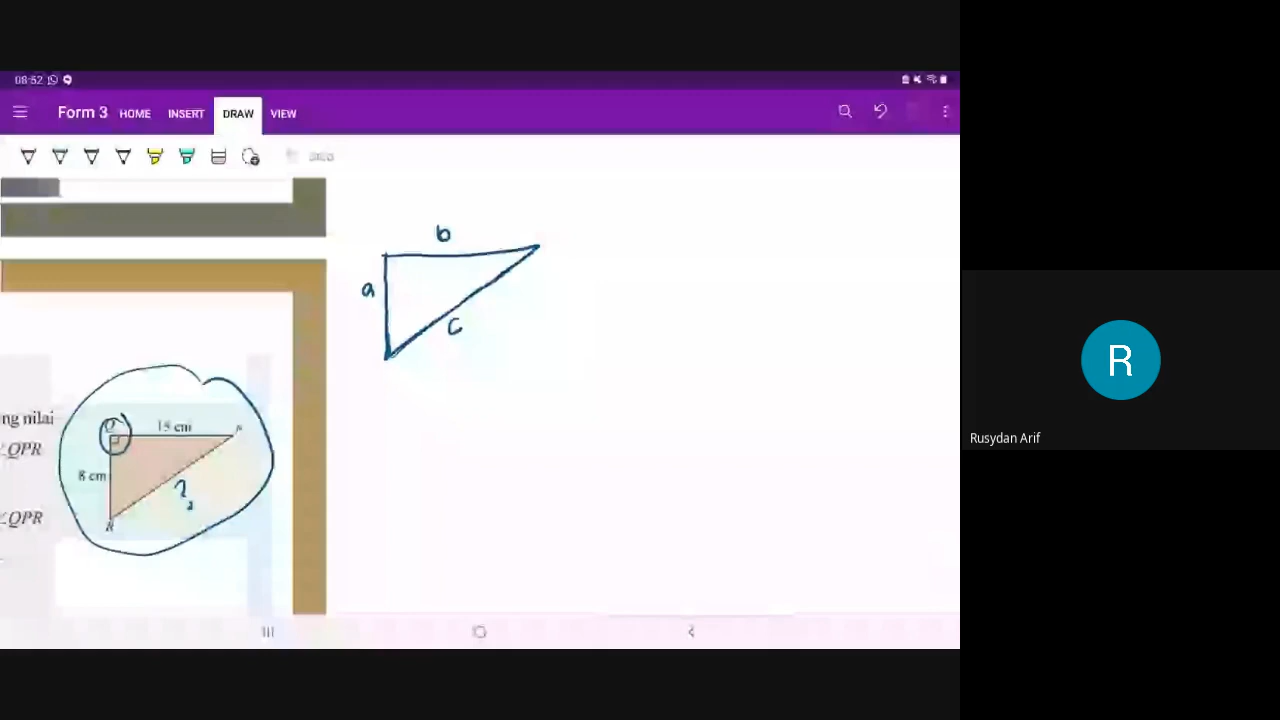 08:52
Form 3 HOME INSERT DRAW VIEW
b
a
c
ng nilai
∠QPR
Q 15 cm P
8 cm
?
R
∠QPR
R
Rusydan Arif